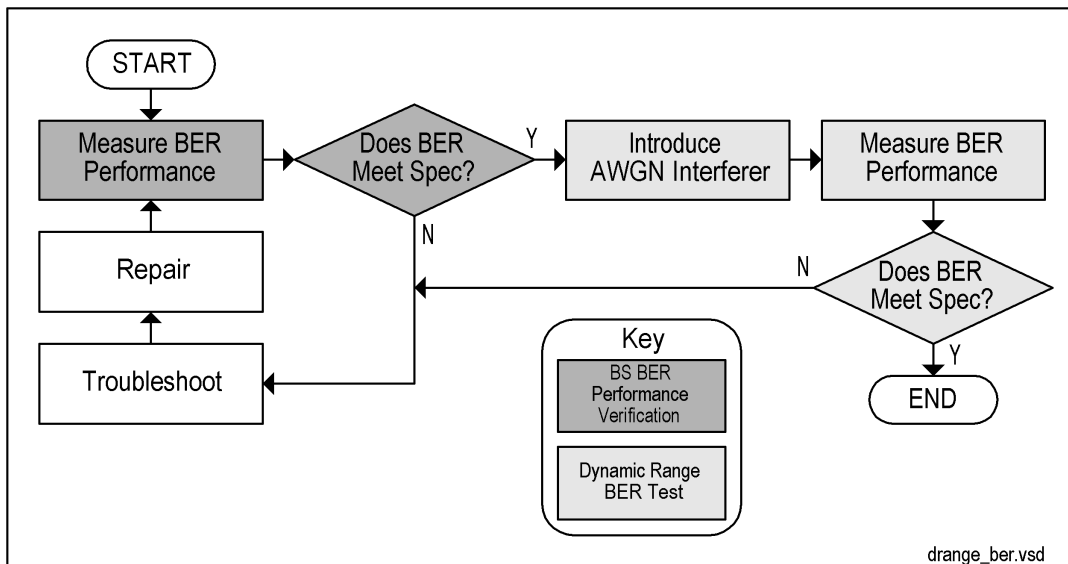 START
Measure BER
Performance
Does BER
Meet Spec?
Y
Introduce
AWGN Interferer
Measure BER
Performance
N
Repair
N
Does BER
Meet Spec?
Troubleshoot
Y
END
Key
BS BER
Performance
Verification
Dynamic Range
BER Test
drange_ber.vsd